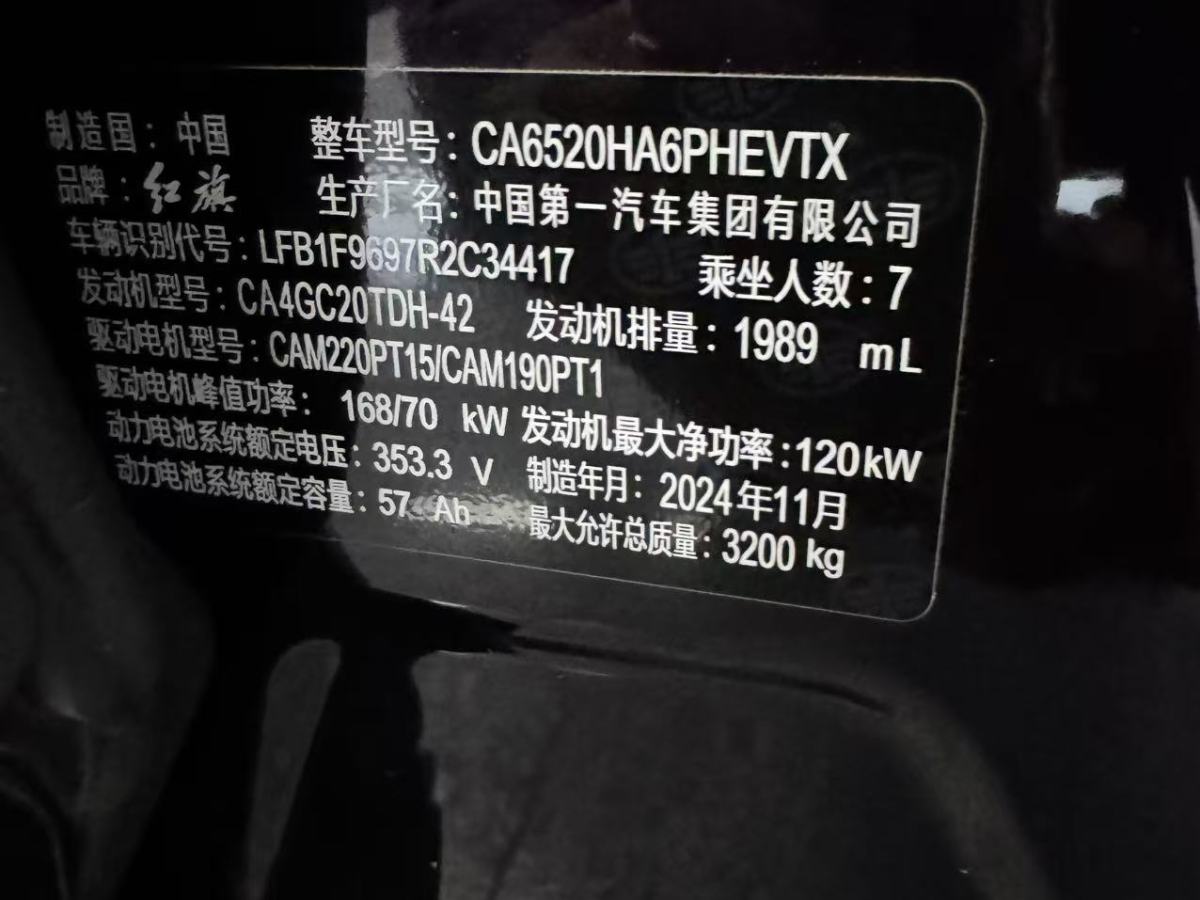 制造国：中国 整车型号：CA6520HA6PHEVTX
品牌：红旗 生产厂名：中国第一汽车集团有限公司
车辆识别代号：LFB1F9697R2C34417 乘坐人数：7
发动机型号：CA4GC20TDH-42 发动机排量：1989 mL
驱动电机型号：CAM220PT15/CAM190PT1
驱动电机峰值功率：168/70 kW 发动机最大净功率：120kW
动力电池系统额定电压：353.3 V 制造年月：2024年11月
动力电池系统额定容量：57 Ah 最大允许总质量：3200 kg